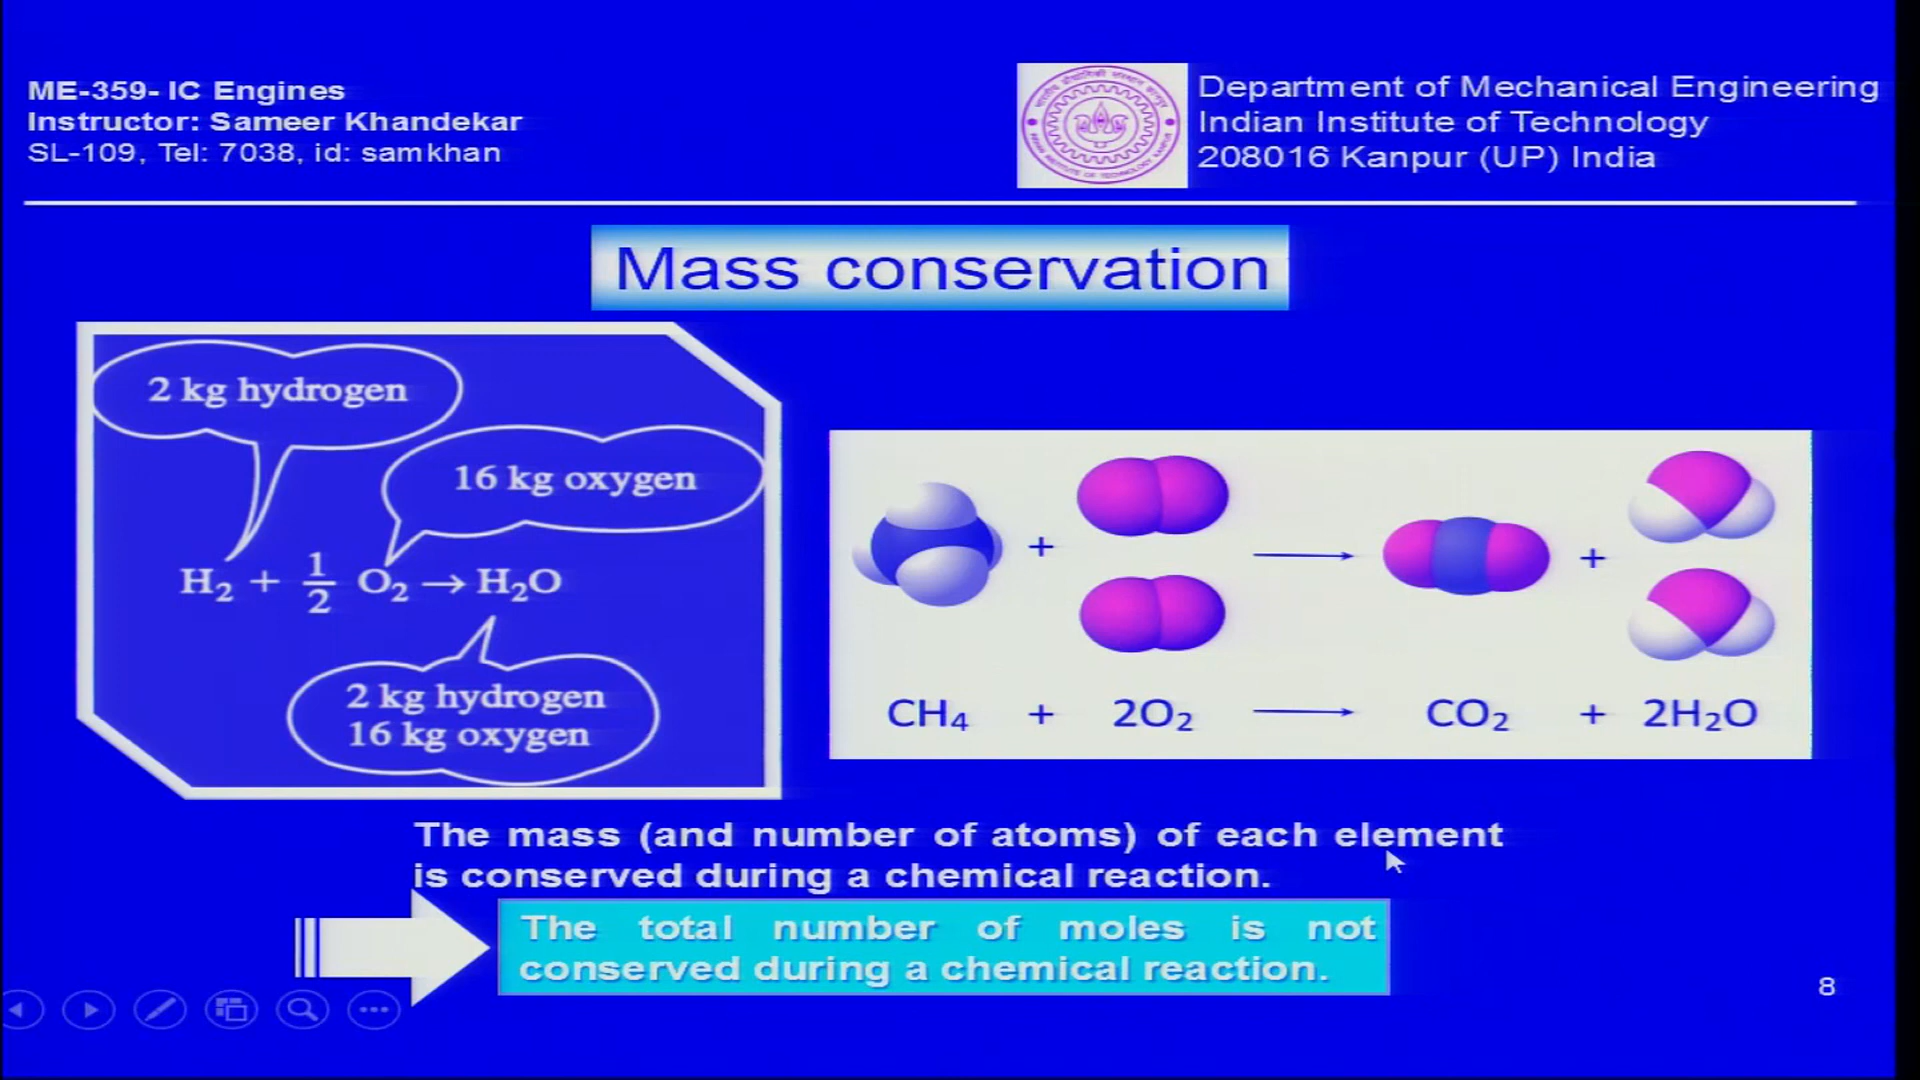 ME-359- IC Engines
Instructor: Sameer Khandekar
SL-109, Tel: 7038, id: samkhan
Department of Mechanical Engineering
Indian Institute of Technology
208016 Kanpur (UP) India
Mass conservation
2 kg hydrogen
16 kg oxygen
H₂ + 1/2 O₂ → H₂O
2 kg hydrogen
16 kg oxygen
+ → +
CH₄ + 2O₂ → CO₂ + 2H₂O
The mass (and number of atoms) of each element
is conserved during a chemical reaction.
The total number of moles is not
conserved during a chemical reaction.
8